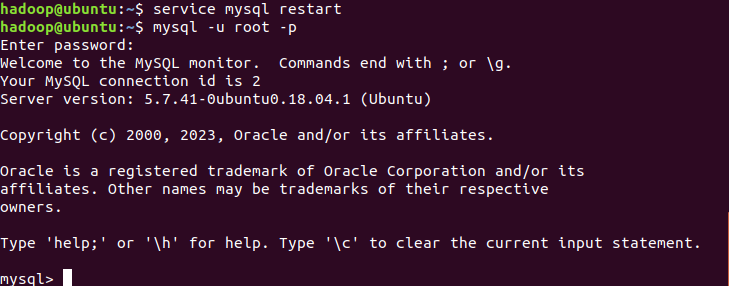 hadoop@ubuntu:~$ service mysql restart
hadoop@ubuntu:~$ mysql -u root -p
Enter password:
Welcome to the MySQL monitor.  Commands end with ; or \g.
Your MySQL connection id is 2
Server version: 5.7.41-0ubuntu0.18.04.1 (Ubuntu)
Copyright (c) 2000, 2023, Oracle and/or its affiliates.
Oracle is a registered trademark of Oracle Corporation and/or its
affiliates. Other names may be trademarks of their respective
owners.
Type 'help;' or '\h' for help. Type '\c' to clear the current input statement.
mysql>